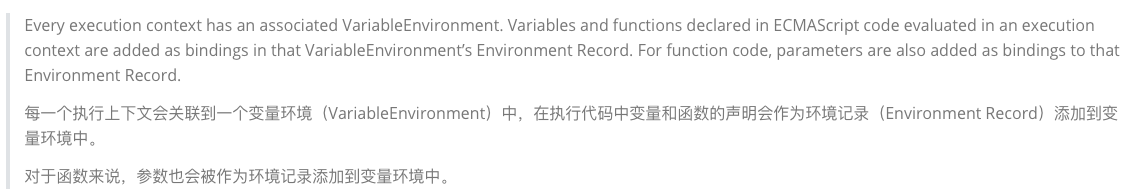 Every execution context has an associated VariableEnvironment. Variables and functions declared in ECMAScript code evaluated in an execution
context are added as bindings in that VariableEnvironment’s Environment Record. For function code, parameters are also added as bindings to that
Environment Record.
每一个执行上下文会关联到一个变量环境（VariableEnvironment）中，在执行代码中变量和函数的声明会作为环境记录（Environment Record）添加到变
量环境中。
对于函数来说，参数也会被作为环境记录添加到变量环境中。